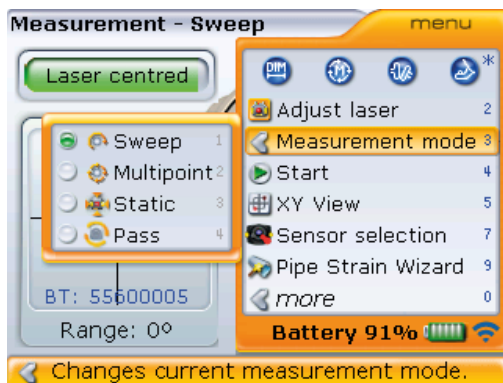 Measurement - Sweep
menu
Laser centred
DIM
*
Adjust laser 2
Measurement mode 3
Sweep 1
Multipoint 2
Static 3
Pass 4
Start 4
XY View 5
Sensor selection 7
Pipe Strain Wizard 9
more 0
BT: 55600005
Range: 0º
Battery 91%
Changes current measurement mode.